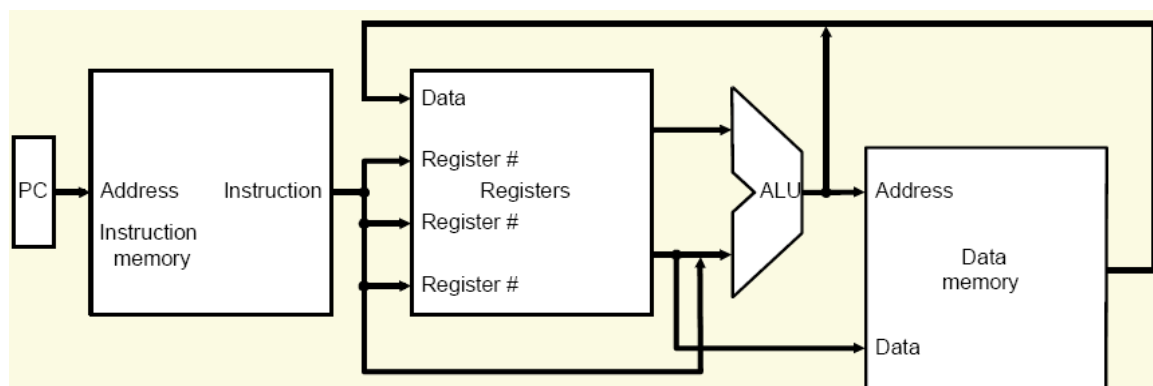 PC
Address
Instruction
Instruction
memory
Data
Register #
Registers
Register #
Register #
ALU
Address
Data
memory
Data